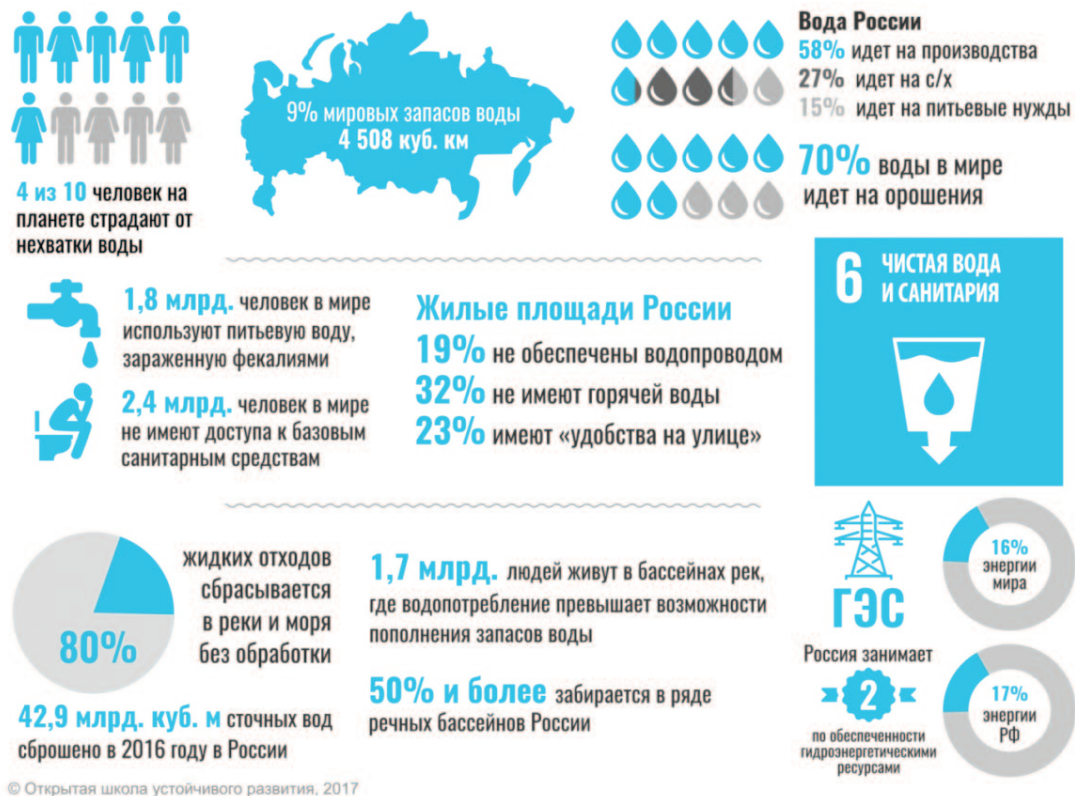 4 из 10 человек на
планете страдают от
нехватки воды
9% мировых запасов воды
4 508 куб. км
Вода России
58% идет на производства
27% идет на с/х
15% идет на питьевые нужды
70% воды в мире
идет на орошения
1,8 млрд. человек в мире
используют питьевую воду,
зараженную фекалиями
2,4 млрд. человек в мире
не имеют доступа к базовым
санитарным средствам
Жилые площади России
19% не обеспечены водопроводом
32% не имеют горячей воды
23% имеют «удобства на улице»
6 ЧИСТАЯ ВОДА
И САНИТАРИЯ
80%
жидких отходов
сбрасывается
в реки и моря
без обработки
42,9 млрд. куб. м сточных вод
сброшено в 2016 году в России
1,7 млрд. людей живут в бассейнах рек,
где водопотребление превышает возможности
пополнения запасов воды
50% и более забирается в ряде
речных бассейнов России
ГЭС
16%
энергии
мира
Россия занимает
2
по обеспеченности
гидроэнергетическими
ресурсами
17%
энергии
РФ
© Открытая школа устойчивого развития, 2017